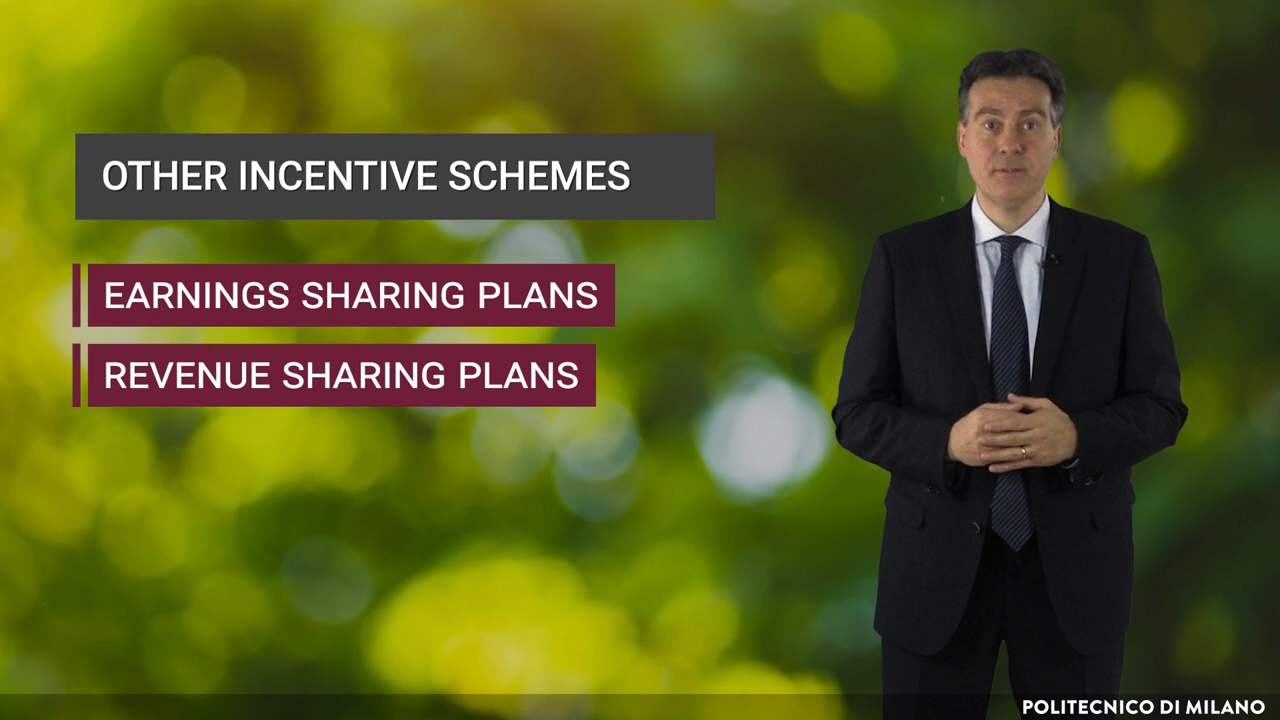 OTHER INCENTIVE SCHEMES
EARNINGS SHARING PLANS
REVENUE SHARING PLANS
POLITECNICO DI MILANO